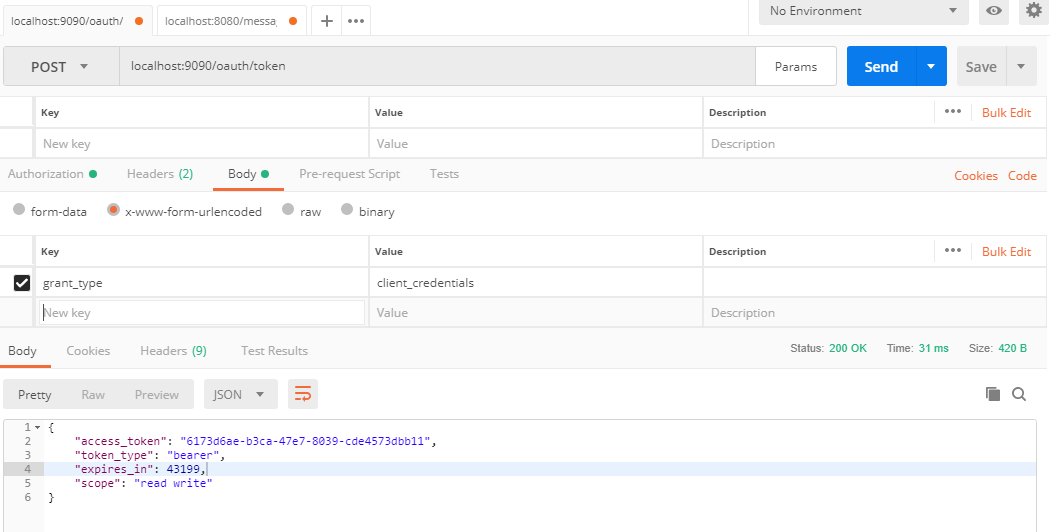 localhost:9090/oauth/ localhost:8080/messa + ••• No Environment
POST localhost:9090/oauth/token Params Send Save
Key Value Description ••• Bulk Edit
New key Value Description
Authorization Headers (2) Body Pre-request Script Tests Cookies Code
form-data x-www-form-urlencoded raw binary
Key Value Description ••• Bulk Edit
grant_type client_credentials
New key Value Description
Body Cookies Headers (9) Test Results Status: 200 OK Time: 31 ms Size: 420 B
Pretty Raw Preview JSON
1 {
2 "access_token": "6173d6ae-b3ca-47e7-8039-cde4573dbb11",
3 "token_type": "bearer",
4 "expires_in": 43199,
5 "scope": "read write"
6 }